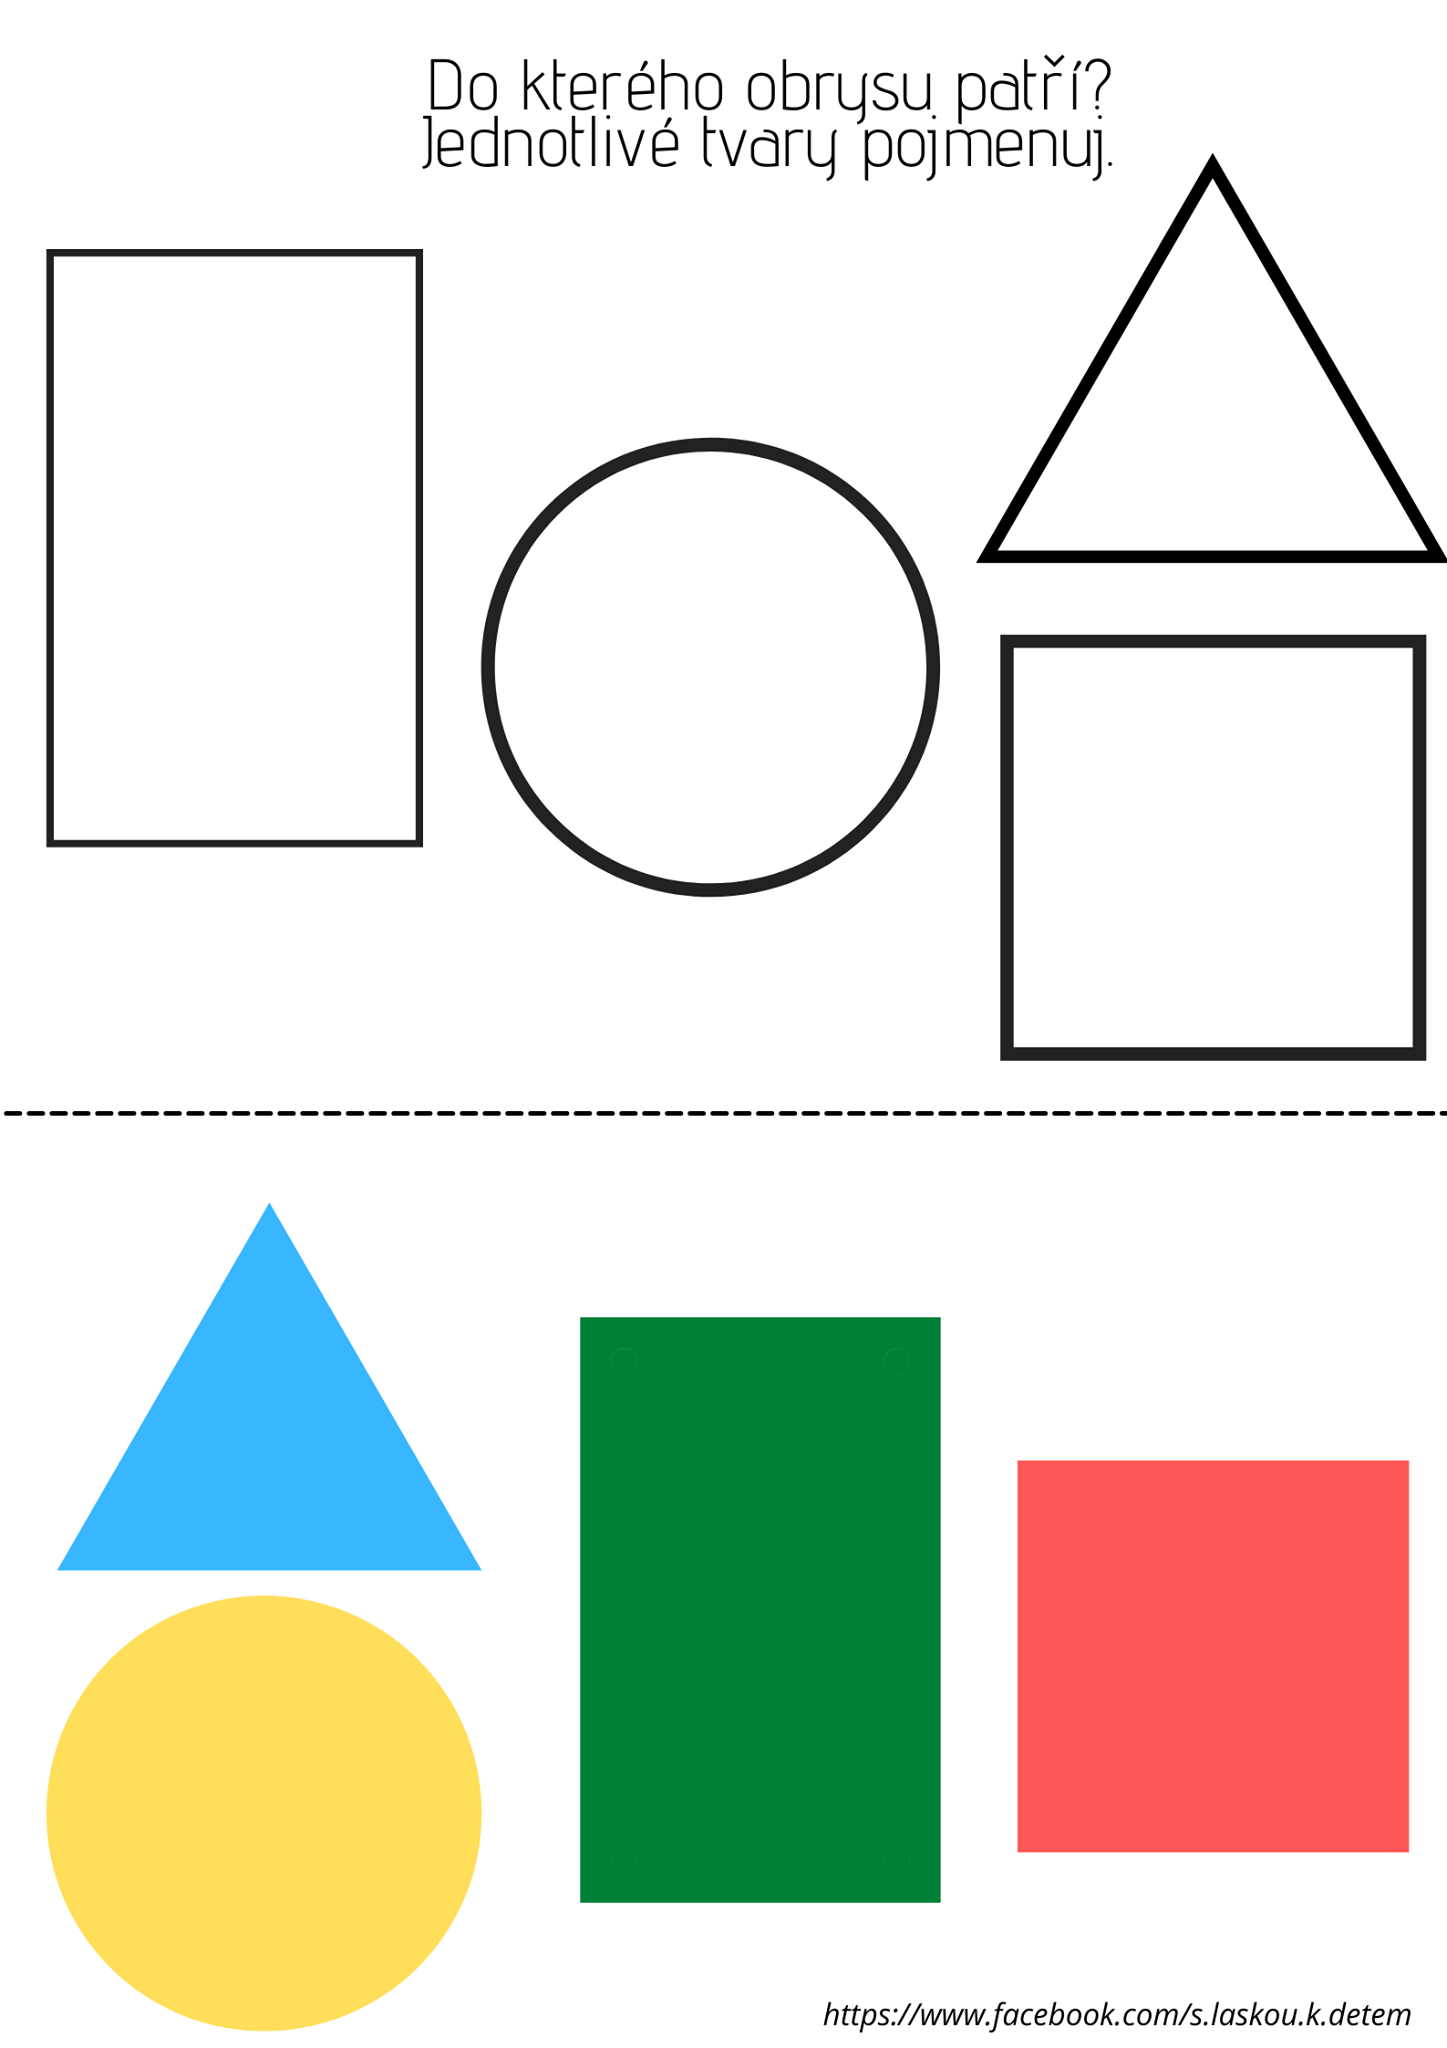 Do kterého obrysu patří?
Jednotlivé tvary pojmenuj.
https://www.facebook.com/s.laskou.k.detem